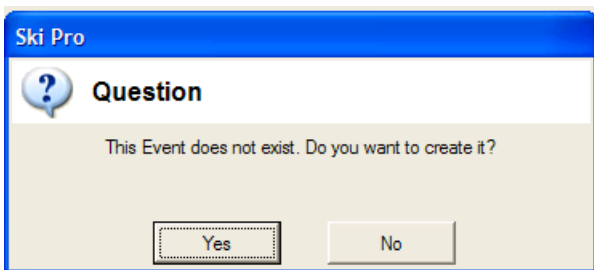 Ski Pro
Question
This Event does not exist. Do you want to create it?
Yes No